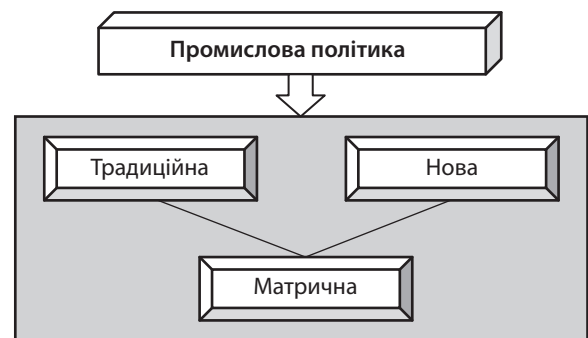 Промислова політика
Традиційна
Нова
Матрична